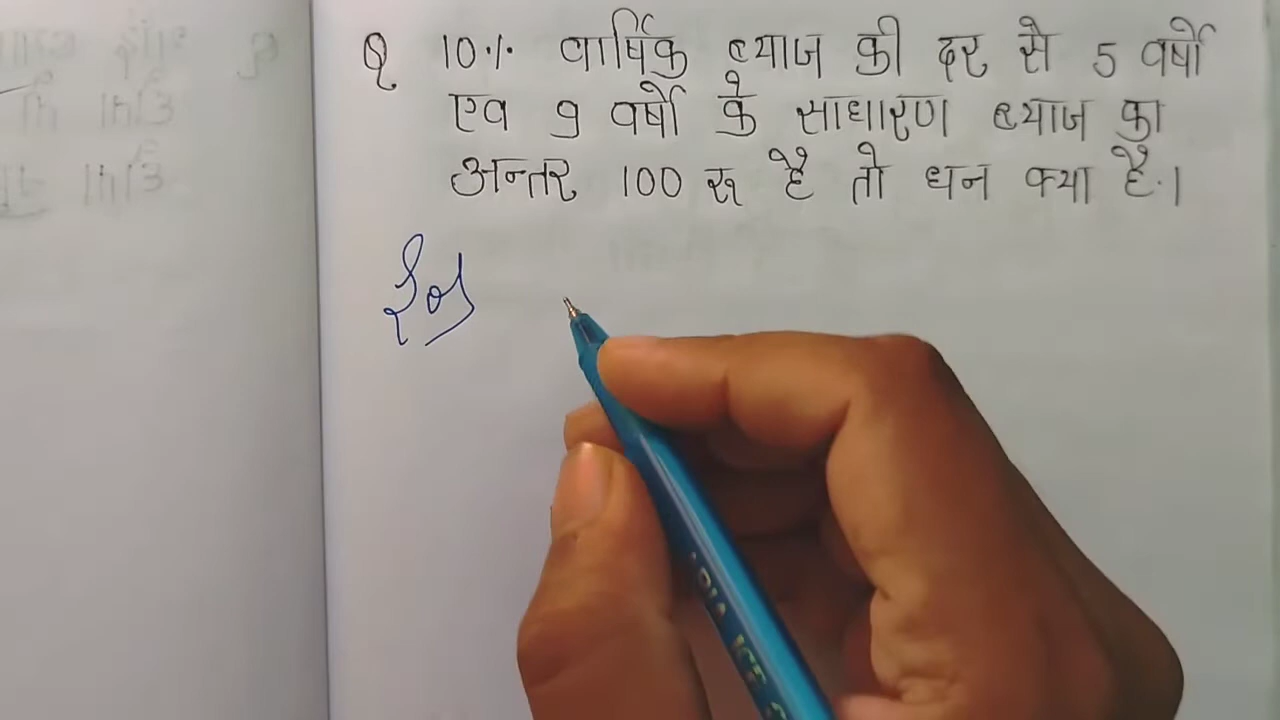 Q 10% वार्षिक ब्याज की दर से 5 वर्षो
एव 9 वर्षो के साधारण ब्याज का
अन्तर 100 रू है तो धन क्या है।
Sol